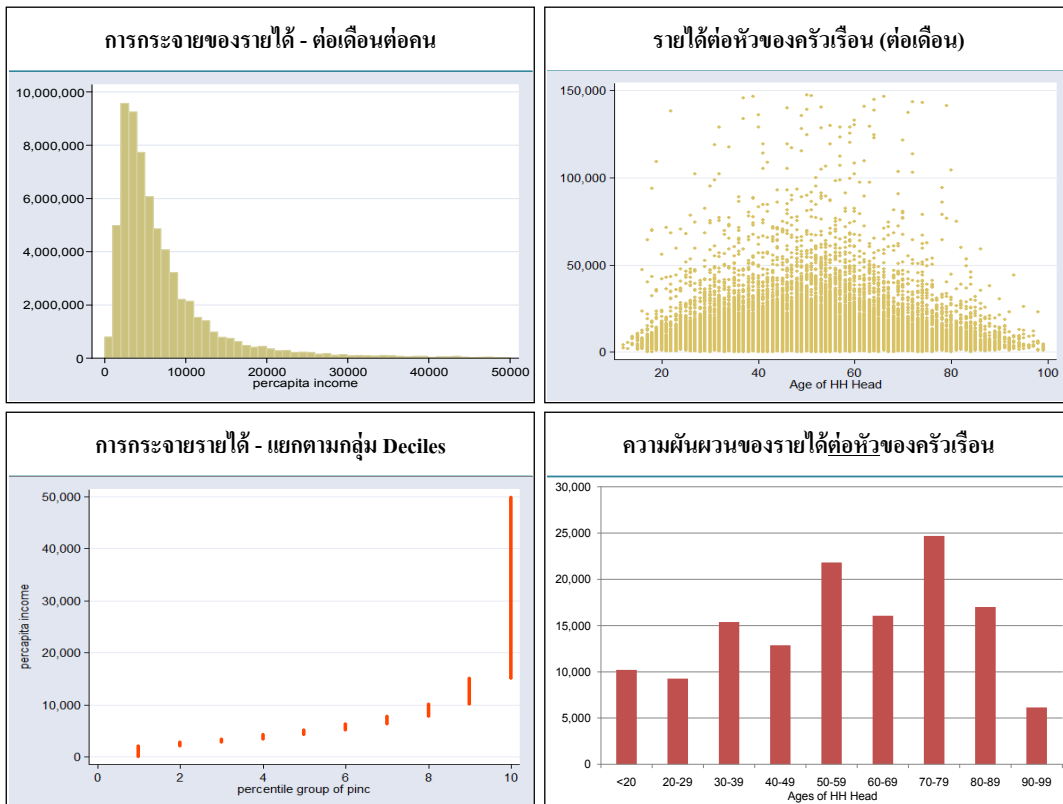 การกระจายของรายได้ - ต่อเดือนต่อคน
10,000,000
8,000,000
6,000,000
4,000,000
2,000,000
0
0 10000 20000 30000 40000 50000
percapita income
รายได้ต่อหัวของครัวเรือน (ต่อเดือน)
150,000
100,000
50,000
0
20 40 60 80 100
Age of HH Head
การกระจายรายได้ - แยกตามกลุ่ม Deciles
50,000
40,000
30,000
20,000
10,000
0
percapita income
0 2 4 6 8 10
percentile group of pinc
ความผันผวนของรายได้ต่อหัวของครัวเรือน
30,000
25,000
20,000
15,000
10,000
5,000
0
<20 20-29 30-39 40-49 50-59 60-69 70-79 80-89 90-99
Ages of HH Head